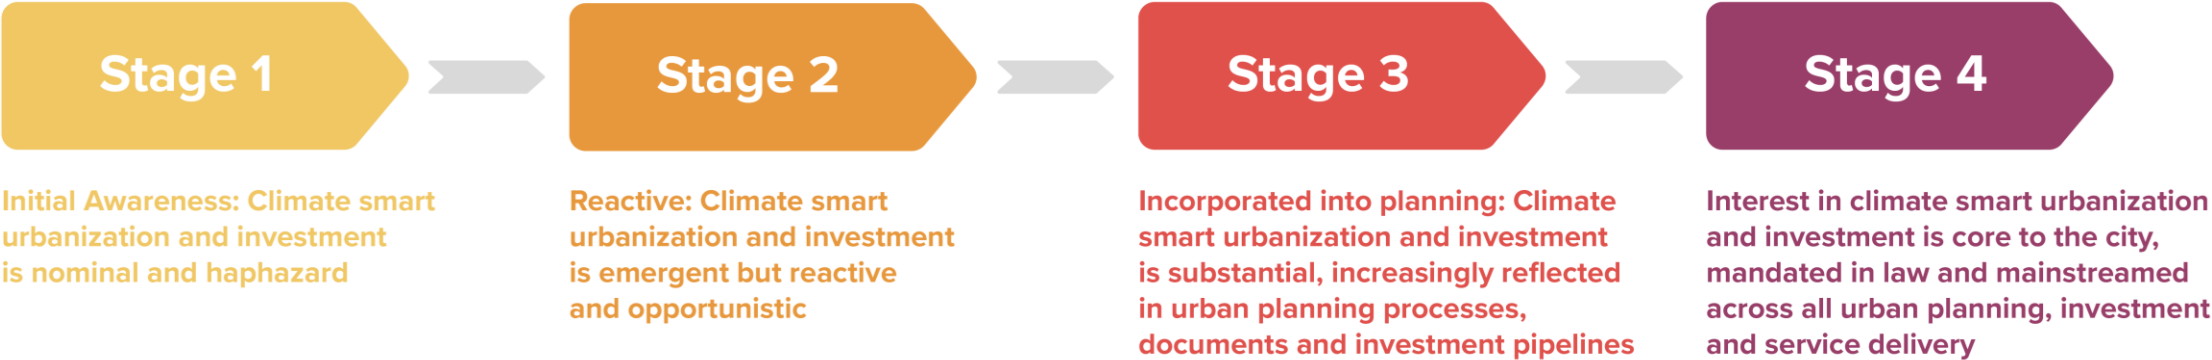 Stage 1
Initial Awareness: Climate smart
urbanization and investment
is nominal and haphazard
Stage 2
Reactive: Climate smart
urbanization and investment
is emergent but reactive
and opportunistic
Stage 3
Incorporated into planning: Climate
smart urbanization and investment
is substantial, increasingly reflected
in urban planning processes,
documents and investment pipelines
Stage 4
Interest in climate smart urbanization
and investment is core to the city,
mandated in law and mainstreamed
across all urban planning, investment
and service delivery